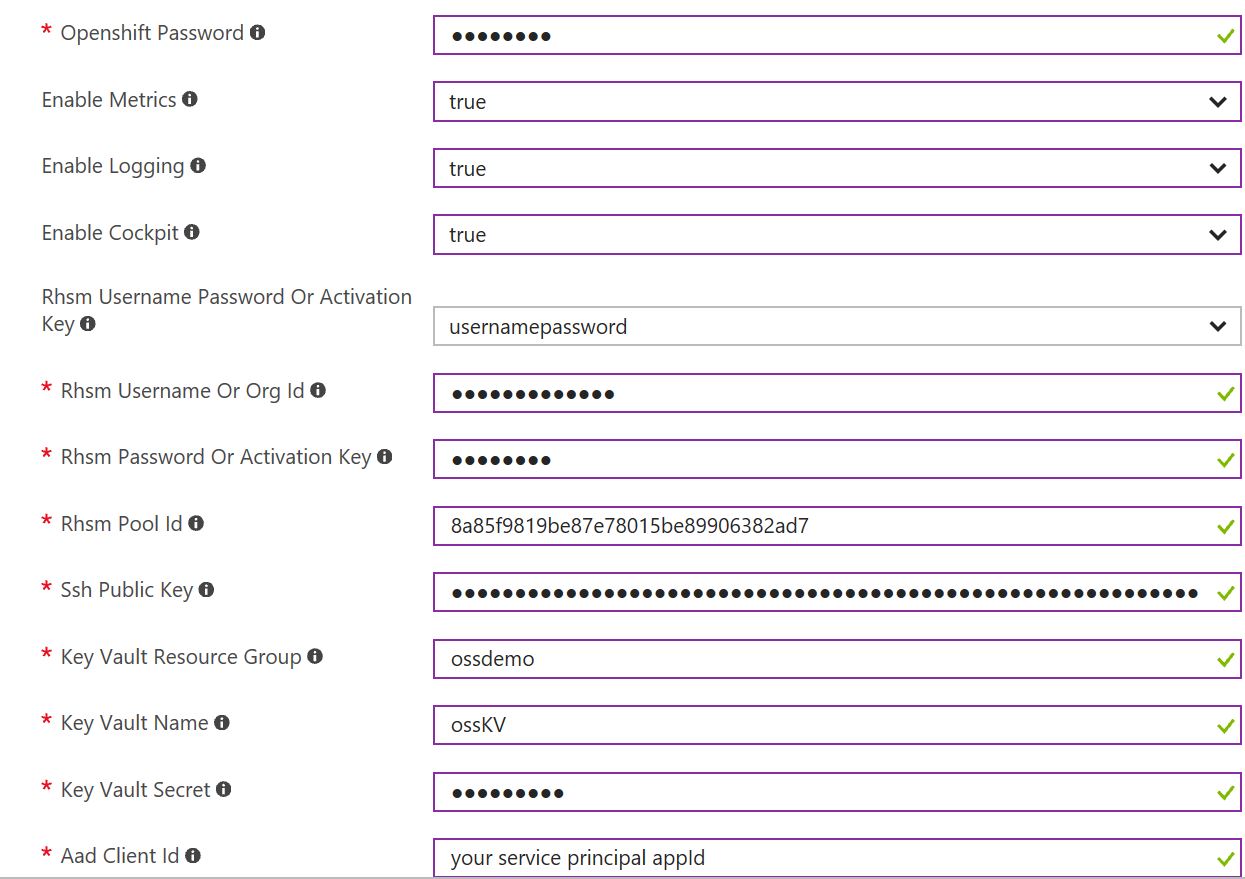 * Openshift Password
●●●●●●●●
Enable Metrics
true
Enable Logging
true
Enable Cockpit
true
Rhsm Username Password Or Activation
Key
usernamepassword
* Rhsm Username Or Org Id
●●●●●●●●●●●●●
* Rhsm Password Or Activation Key
●●●●●●●●
* Rhsm Pool Id
8a85f9819be87e78015be89906382ad7
* Ssh Public Key
●●●●●●●●●●●●●●●●●●●●●●●●●●●●●●●●●●●●●●●●●●●●●●●●●●●●●●●●●●●
* Key Vault Resource Group
ossdemo
* Key Vault Name
ossKV
* Key Vault Secret
●●●●●●●●●
* Aad Client Id
your service principal appId